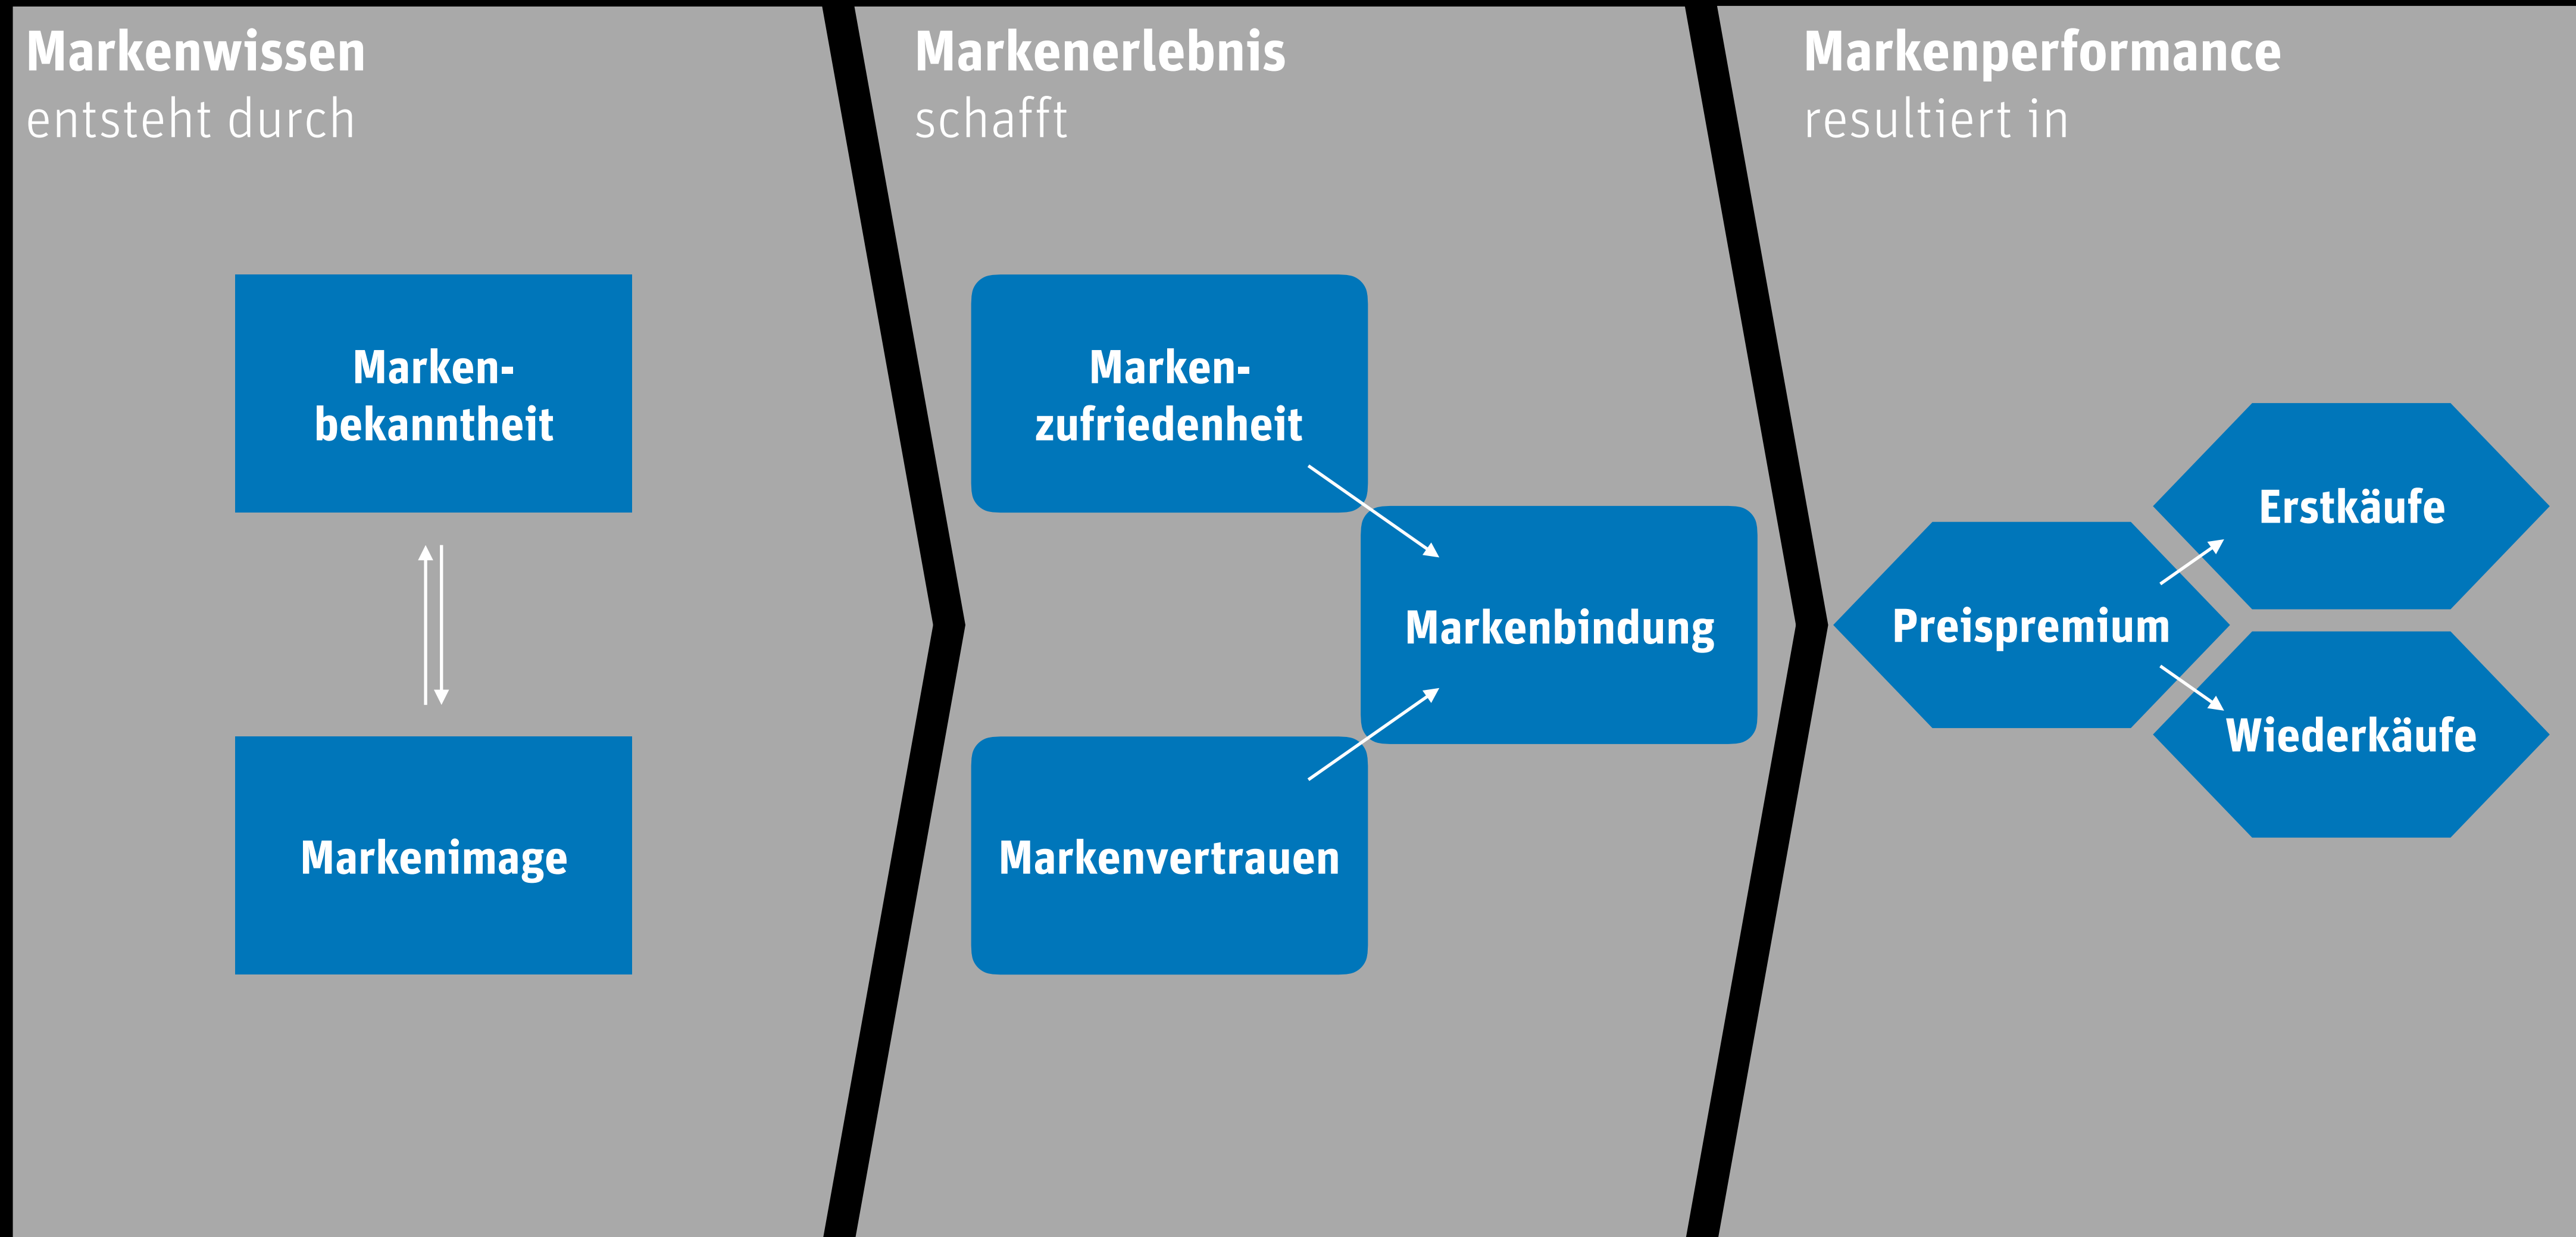 Markenwissen
entsteht durch
Marken-
bekanntheit
Markenimage
Markenerlebnis
schafft
Marken-
zufriedenheit
Markenbindung
Markenvertrauen
Markenperformance
resultiert in
Erstkäufe
Preispremium
Wiederkäufe